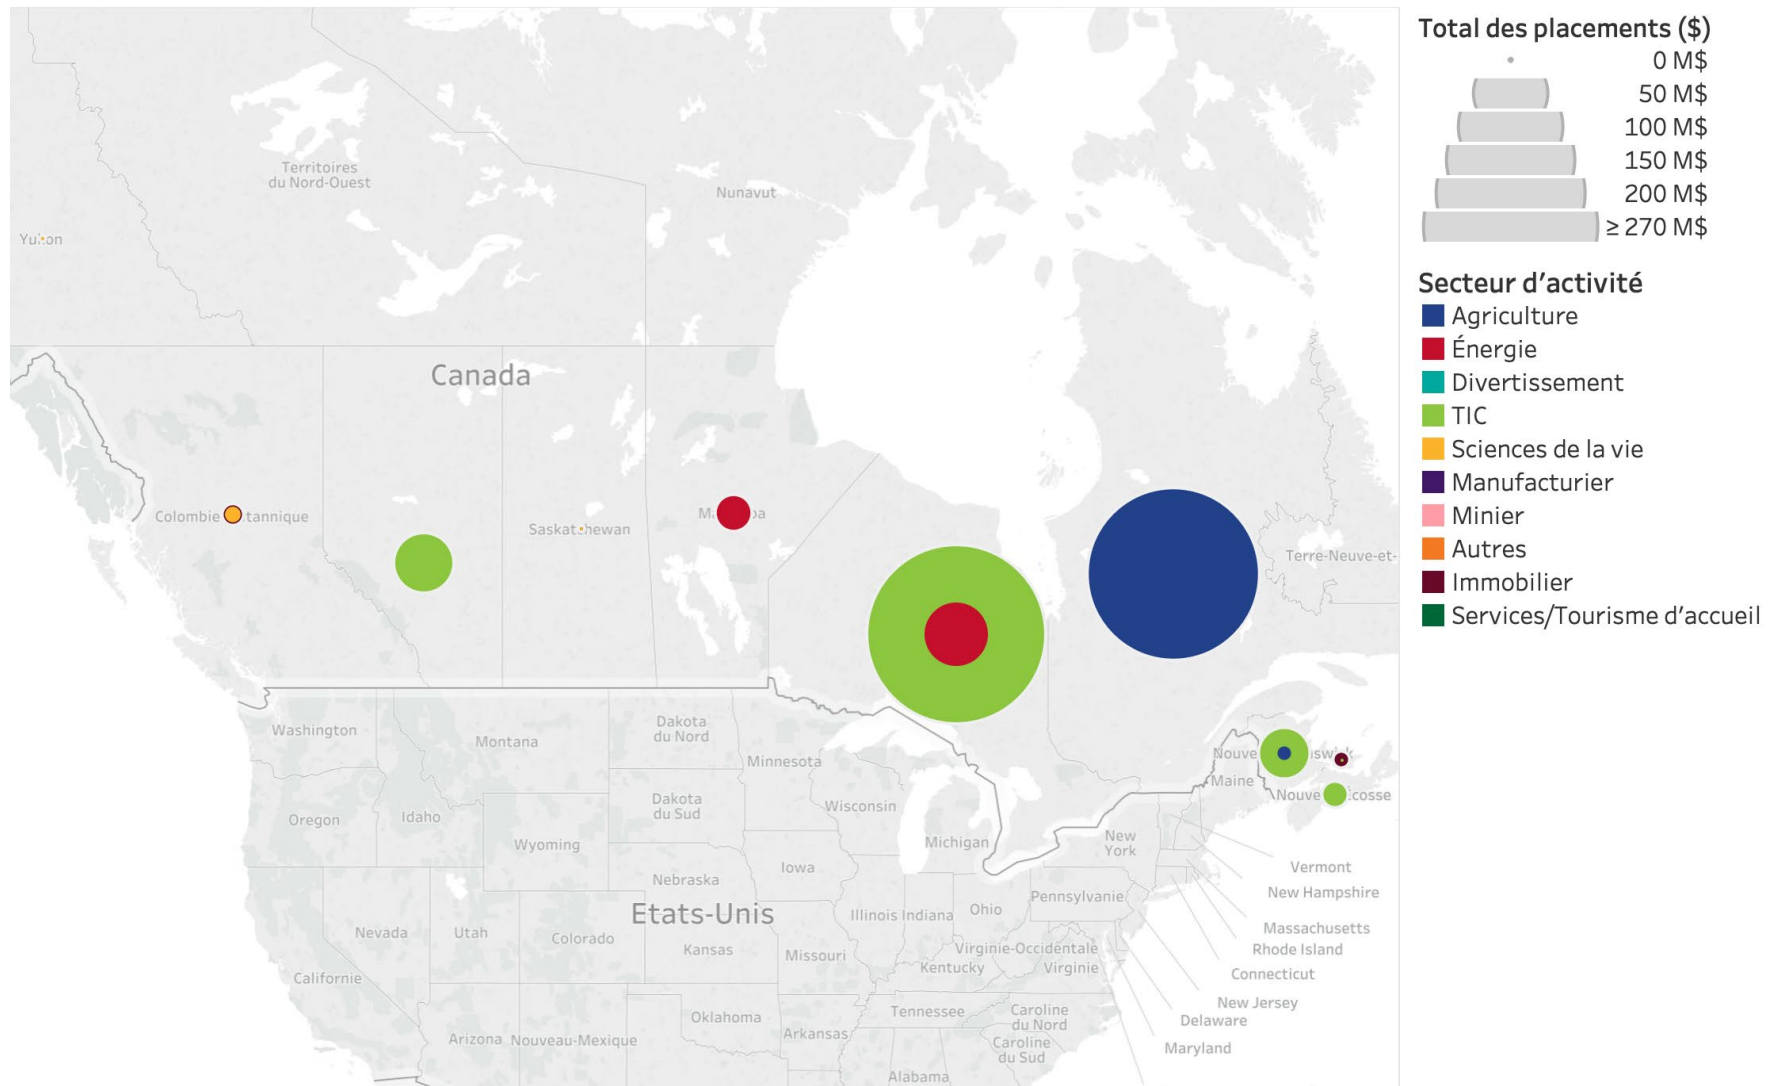 Total des placements ($)
0 M$
50 M$
100 M$
150 M$
200 M$
≥ 270 M$
Secteur d'activité
Agriculture
Énergie
Divertissement
TIC
Sciences de la vie
Manufacturier
Minier
Autres
Immobilier
Services/Tourisme d'accueil
Territoires
du Nord-Ouest
Nunavut
Canada
Colombie
tannique
Terre-Neuve-et-
Washington
Montana
Dakota
du Nord
Minnesota
Nouve
Maine
Nouve
cosse
Oregon
Idaho
Wyoming
Dakota
du Sud
Wisconsin
Michigan
New
York
Vermont
New Hampshire
Massachusetts
Rhode Island
Connecticut
New Jersey
Delaware
Maryland
Nebraska
Iowa
Pennsylvanie
Etats-Unis
Illinois
Indiana
Ohio
Nevada
Utah
Colorado
Kansas
Missouri
Virginie-Occidentale
Kentucky
Virginie
Californie
Oklahoma
Tennessee
Caroline
du Nord
Arizona
Nouveau-Mexique
Arkansas
Caroline
du Sud
Alabama